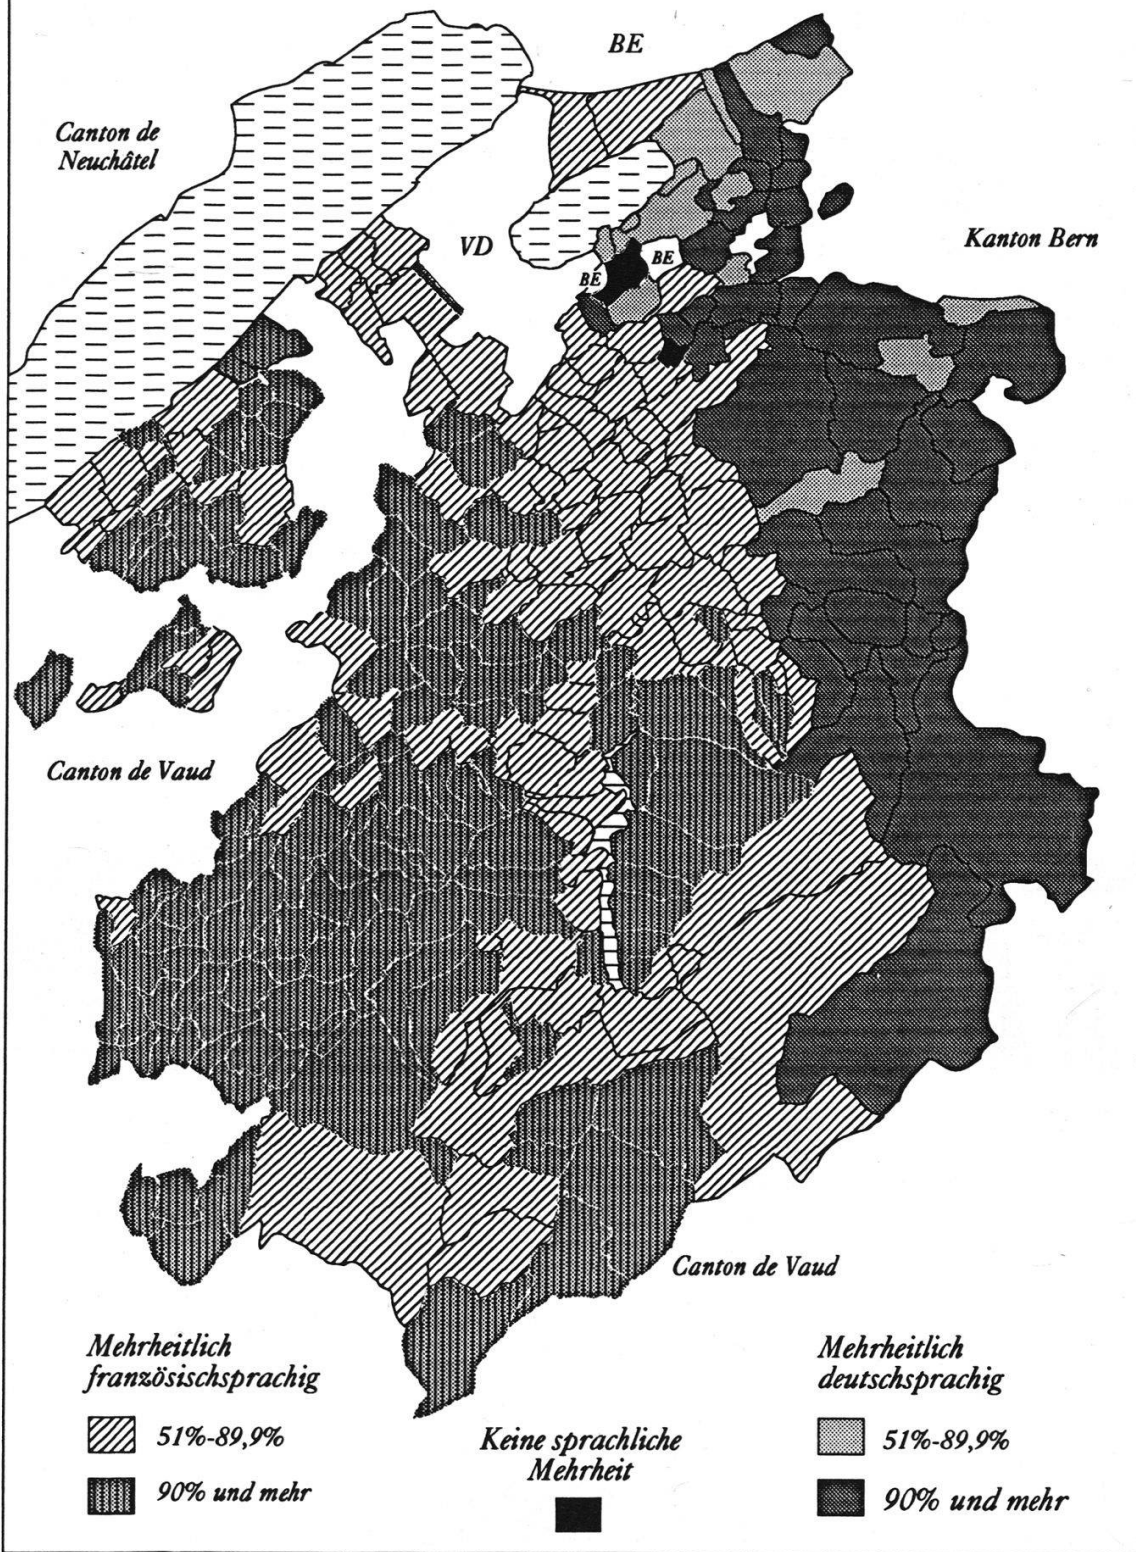 BE
Canton de
Neuchâtel
VD
Kanton Bern
BE
BE
Canton de Vaud
Canton de Vaud
Mehrheitlich
französischsprachig
51%-89,9%
90% und mehr
Keine sprachliche
Mehrheit
Mehrheitlich
deutschsprachig
51%-89,9%
90% und mehr